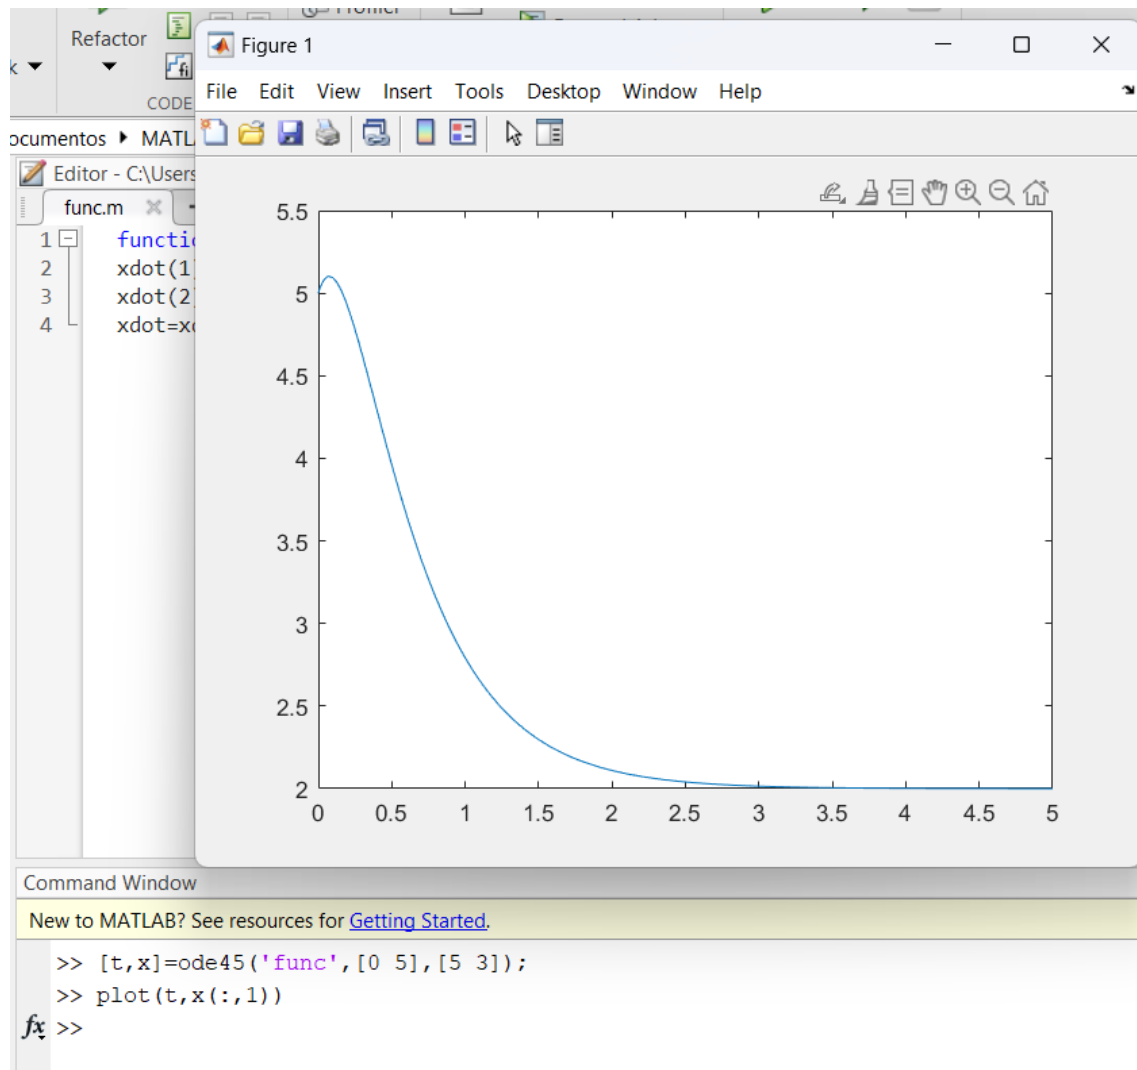 Refactor
Figure 1
k
fi
CODE
File Edit View Insert Tools Desktop Window Help
ocumentos MATL
Editor - C:\Users
func.m
1 functi
2 xdot(1)
3 xdot(2)
4 xdot=x
5.5
5
4.5
4
3.5
3
2.5
2
0 0.5 1 1.5 2 2.5 3 3.5 4 4.5 5
Command Window
New to MATLAB? See resources for Getting Started.
>> [t,x]=ode45('func',[0 5],[5 3]);
>> plot(t,x(:,1))
fx >>